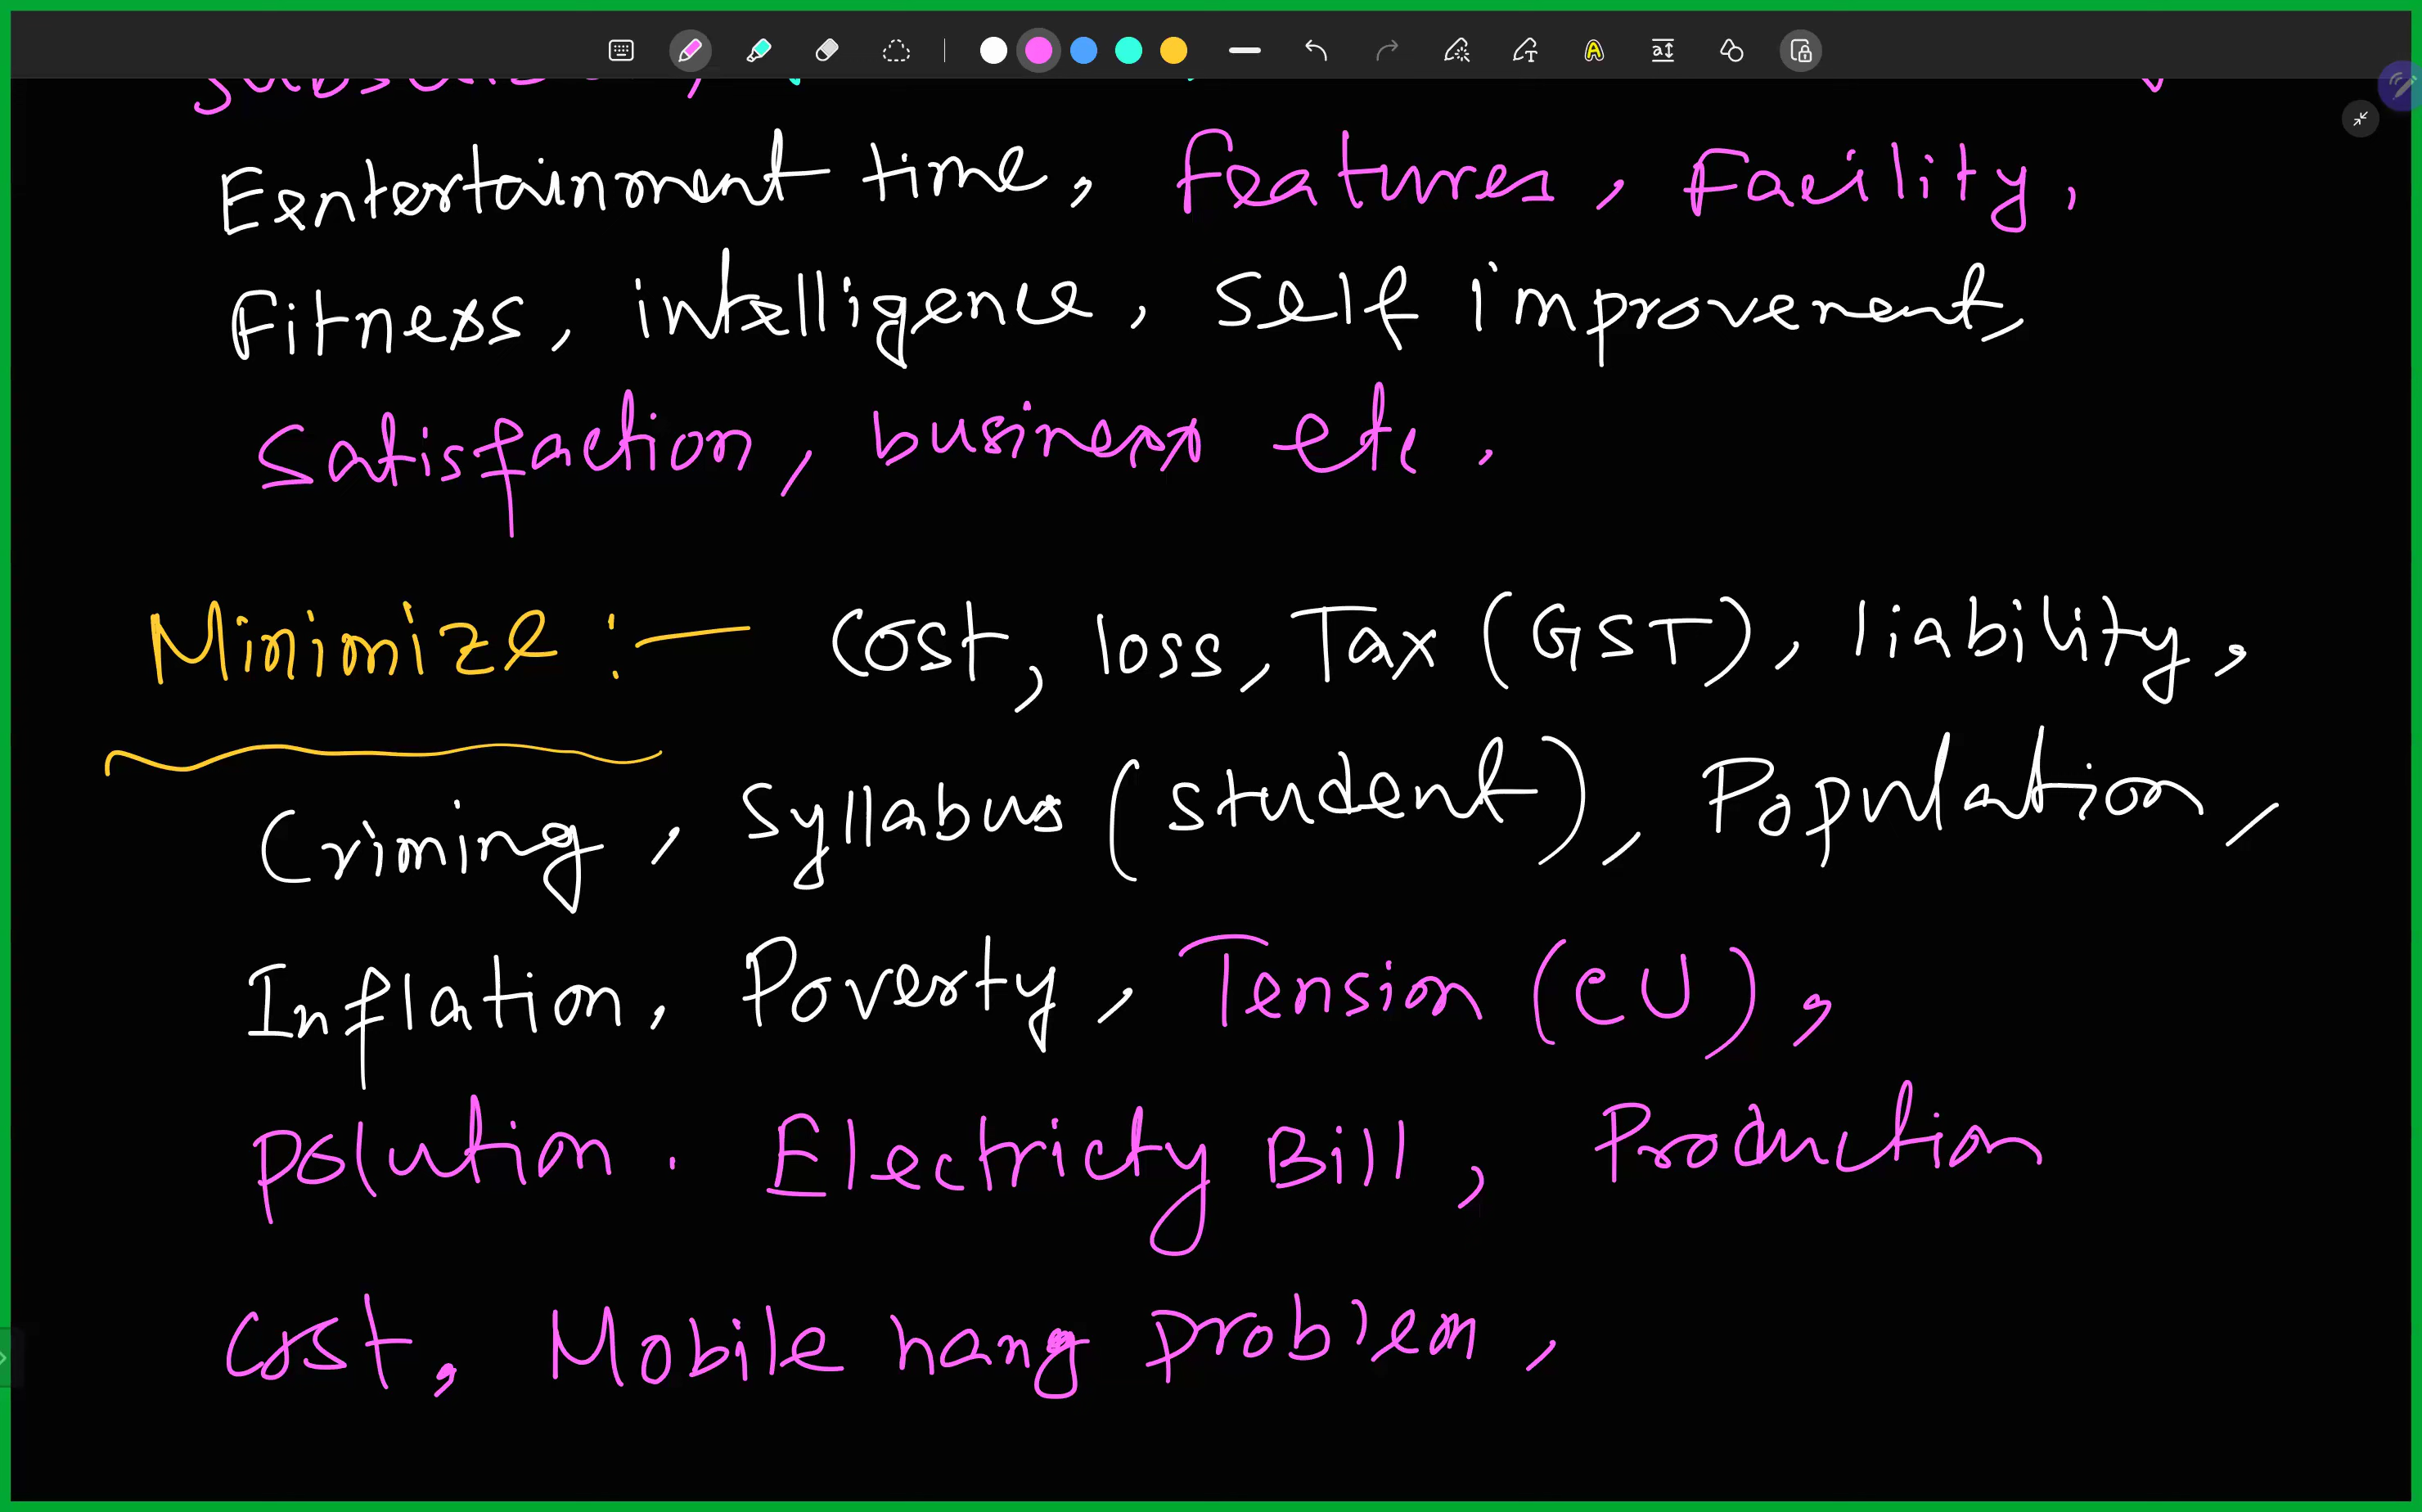 Exntertainment time, features, Facility,
Fitness, intelligence, Self improvement,
Satisfaction, business etc.
Minimize :- Cost, loss, Tax (GST), liability,
Criming, Syllabus (student), Population,
Inflation, Poverty, Tension (CU),
Polution. Electricty Bill, Production
Cost, Mobile hang problem,